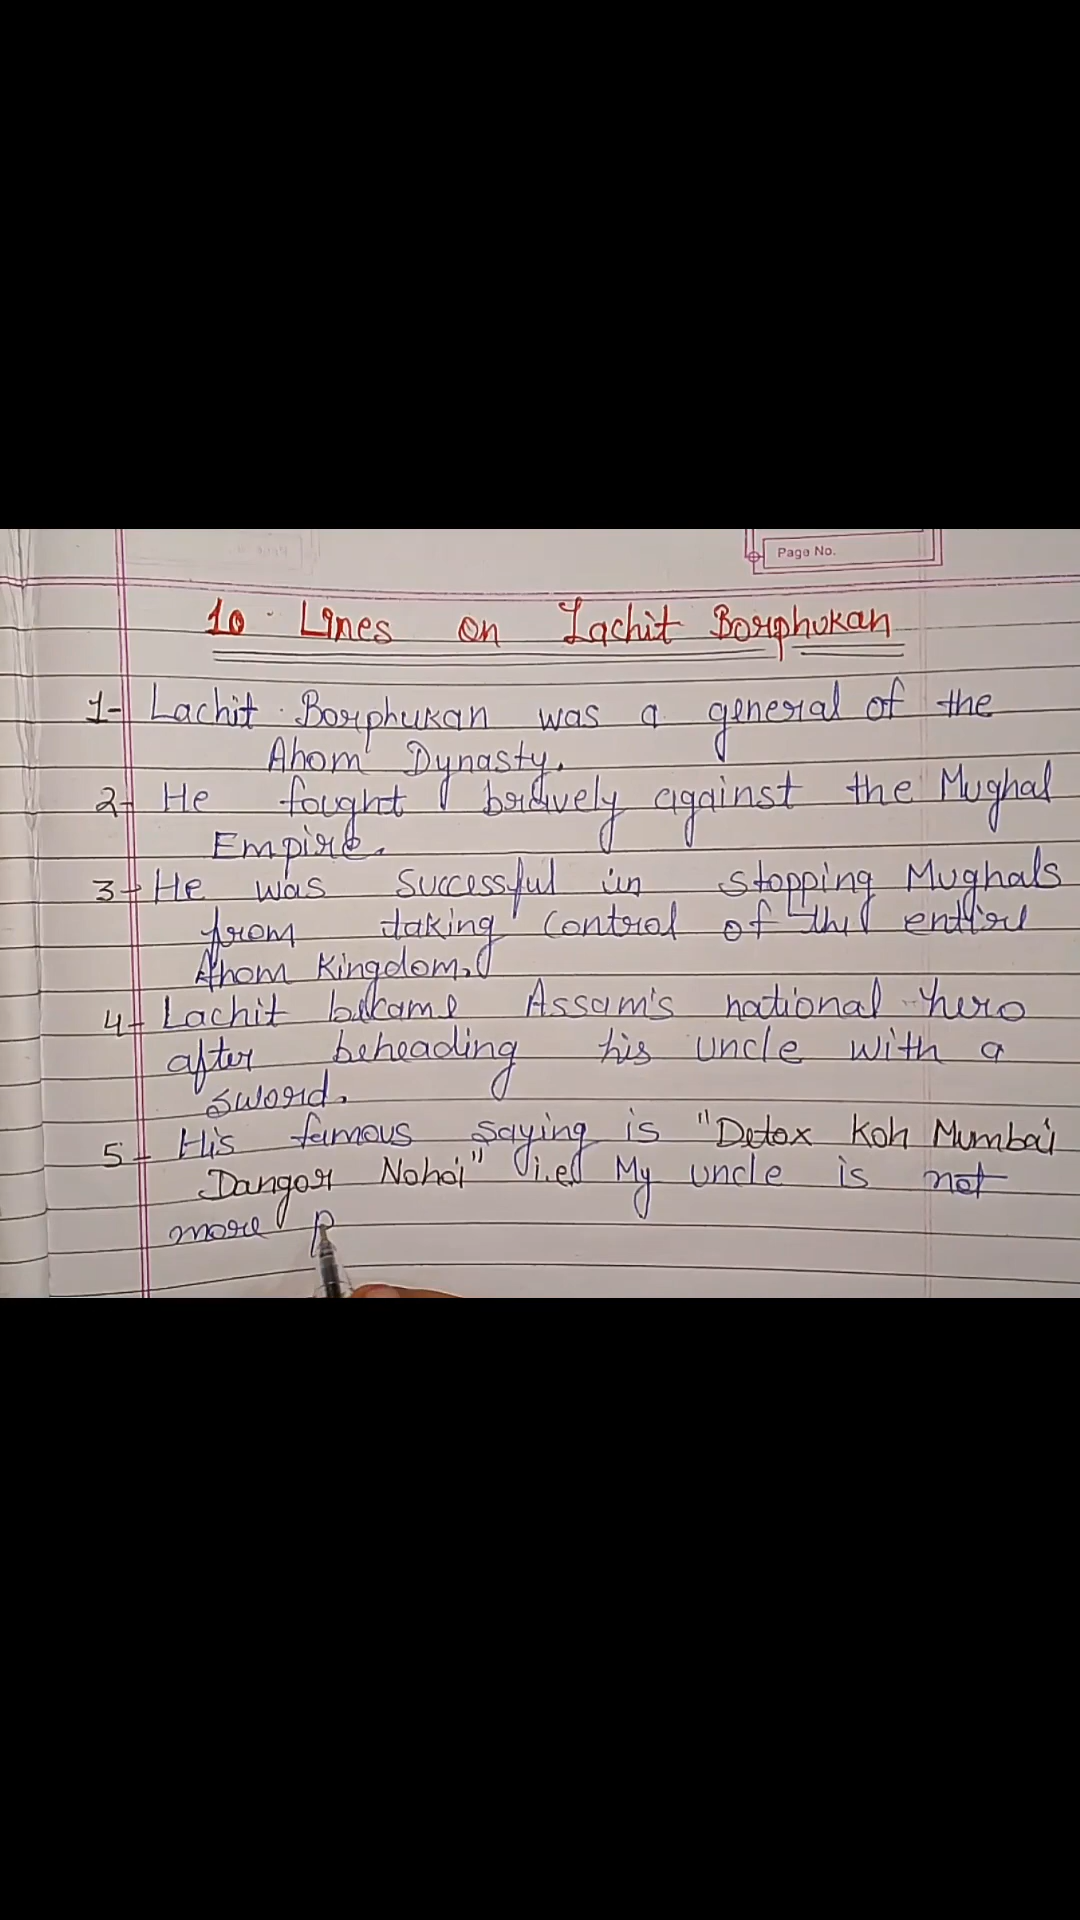 Page No.
10 Lines on Lachit Borphukan
1- Lachit Borphukan was a general of the
Ahom Dynasty.
2- He fought bravely against the Mughal
Empire.
3- He was successful in stopping Mughals
from taking control of the entire
Ahom Kingdom.
4- Lachit became Assam's national hero
after beheading his uncle with a
sword.
5- His famous saying is "Detox Koh Mumbai
Dangor Nohoi" i.e. My uncle is not
more p